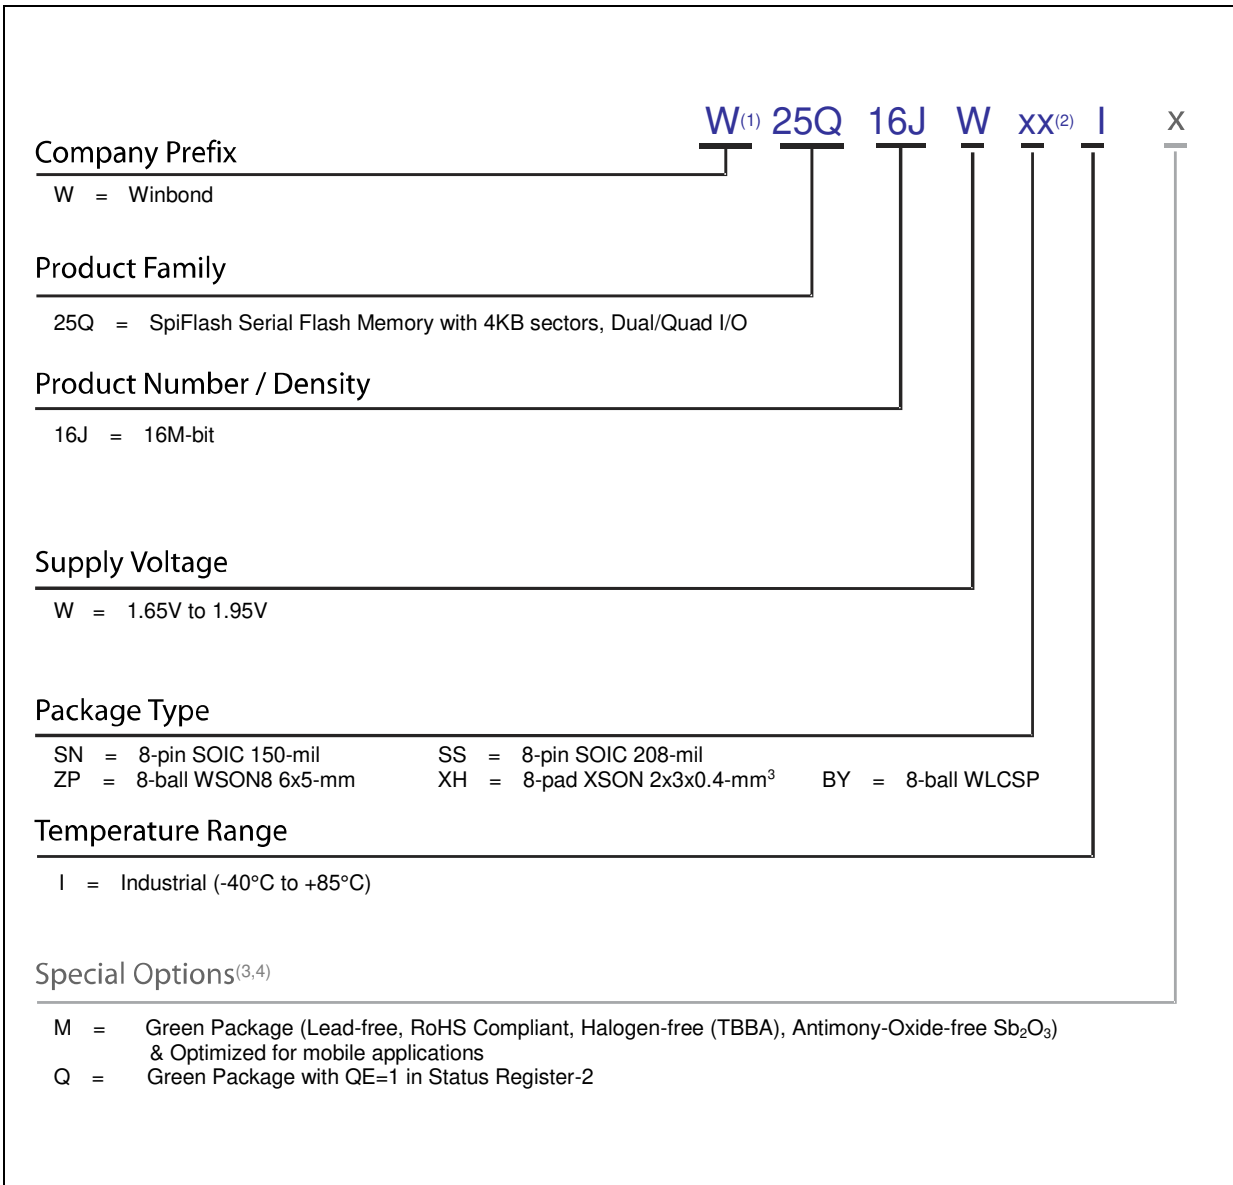 W(1) 25Q 16J W xx(2) I x
Company Prefix
W = Winbond
Product Family
25Q = SpiFlash Serial Flash Memory with 4KB sectors, Dual/Quad I/O
Product Number / Density
16J = 16M-bit
Supply Voltage
W = 1.65V to 1.95V
Package Type
SN = 8-pin SOIC 150-mil SS = 8-pin SOIC 208-mil
ZP = 8-ball WSON8 6x5-mm XH = 8-pad XSON 2x3x0.4-mm³ BY = 8-ball WLCSP
Temperature Range
I = Industrial (-40°C to +85°C)
Special Options(3,4)
M = Green Package (Lead-free, RoHS Compliant, Halogen-free (TBBA), Antimony-Oxide-free Sb₂O₃)
& Optimized for mobile applications
Q = Green Package with QE=1 in Status Register-2